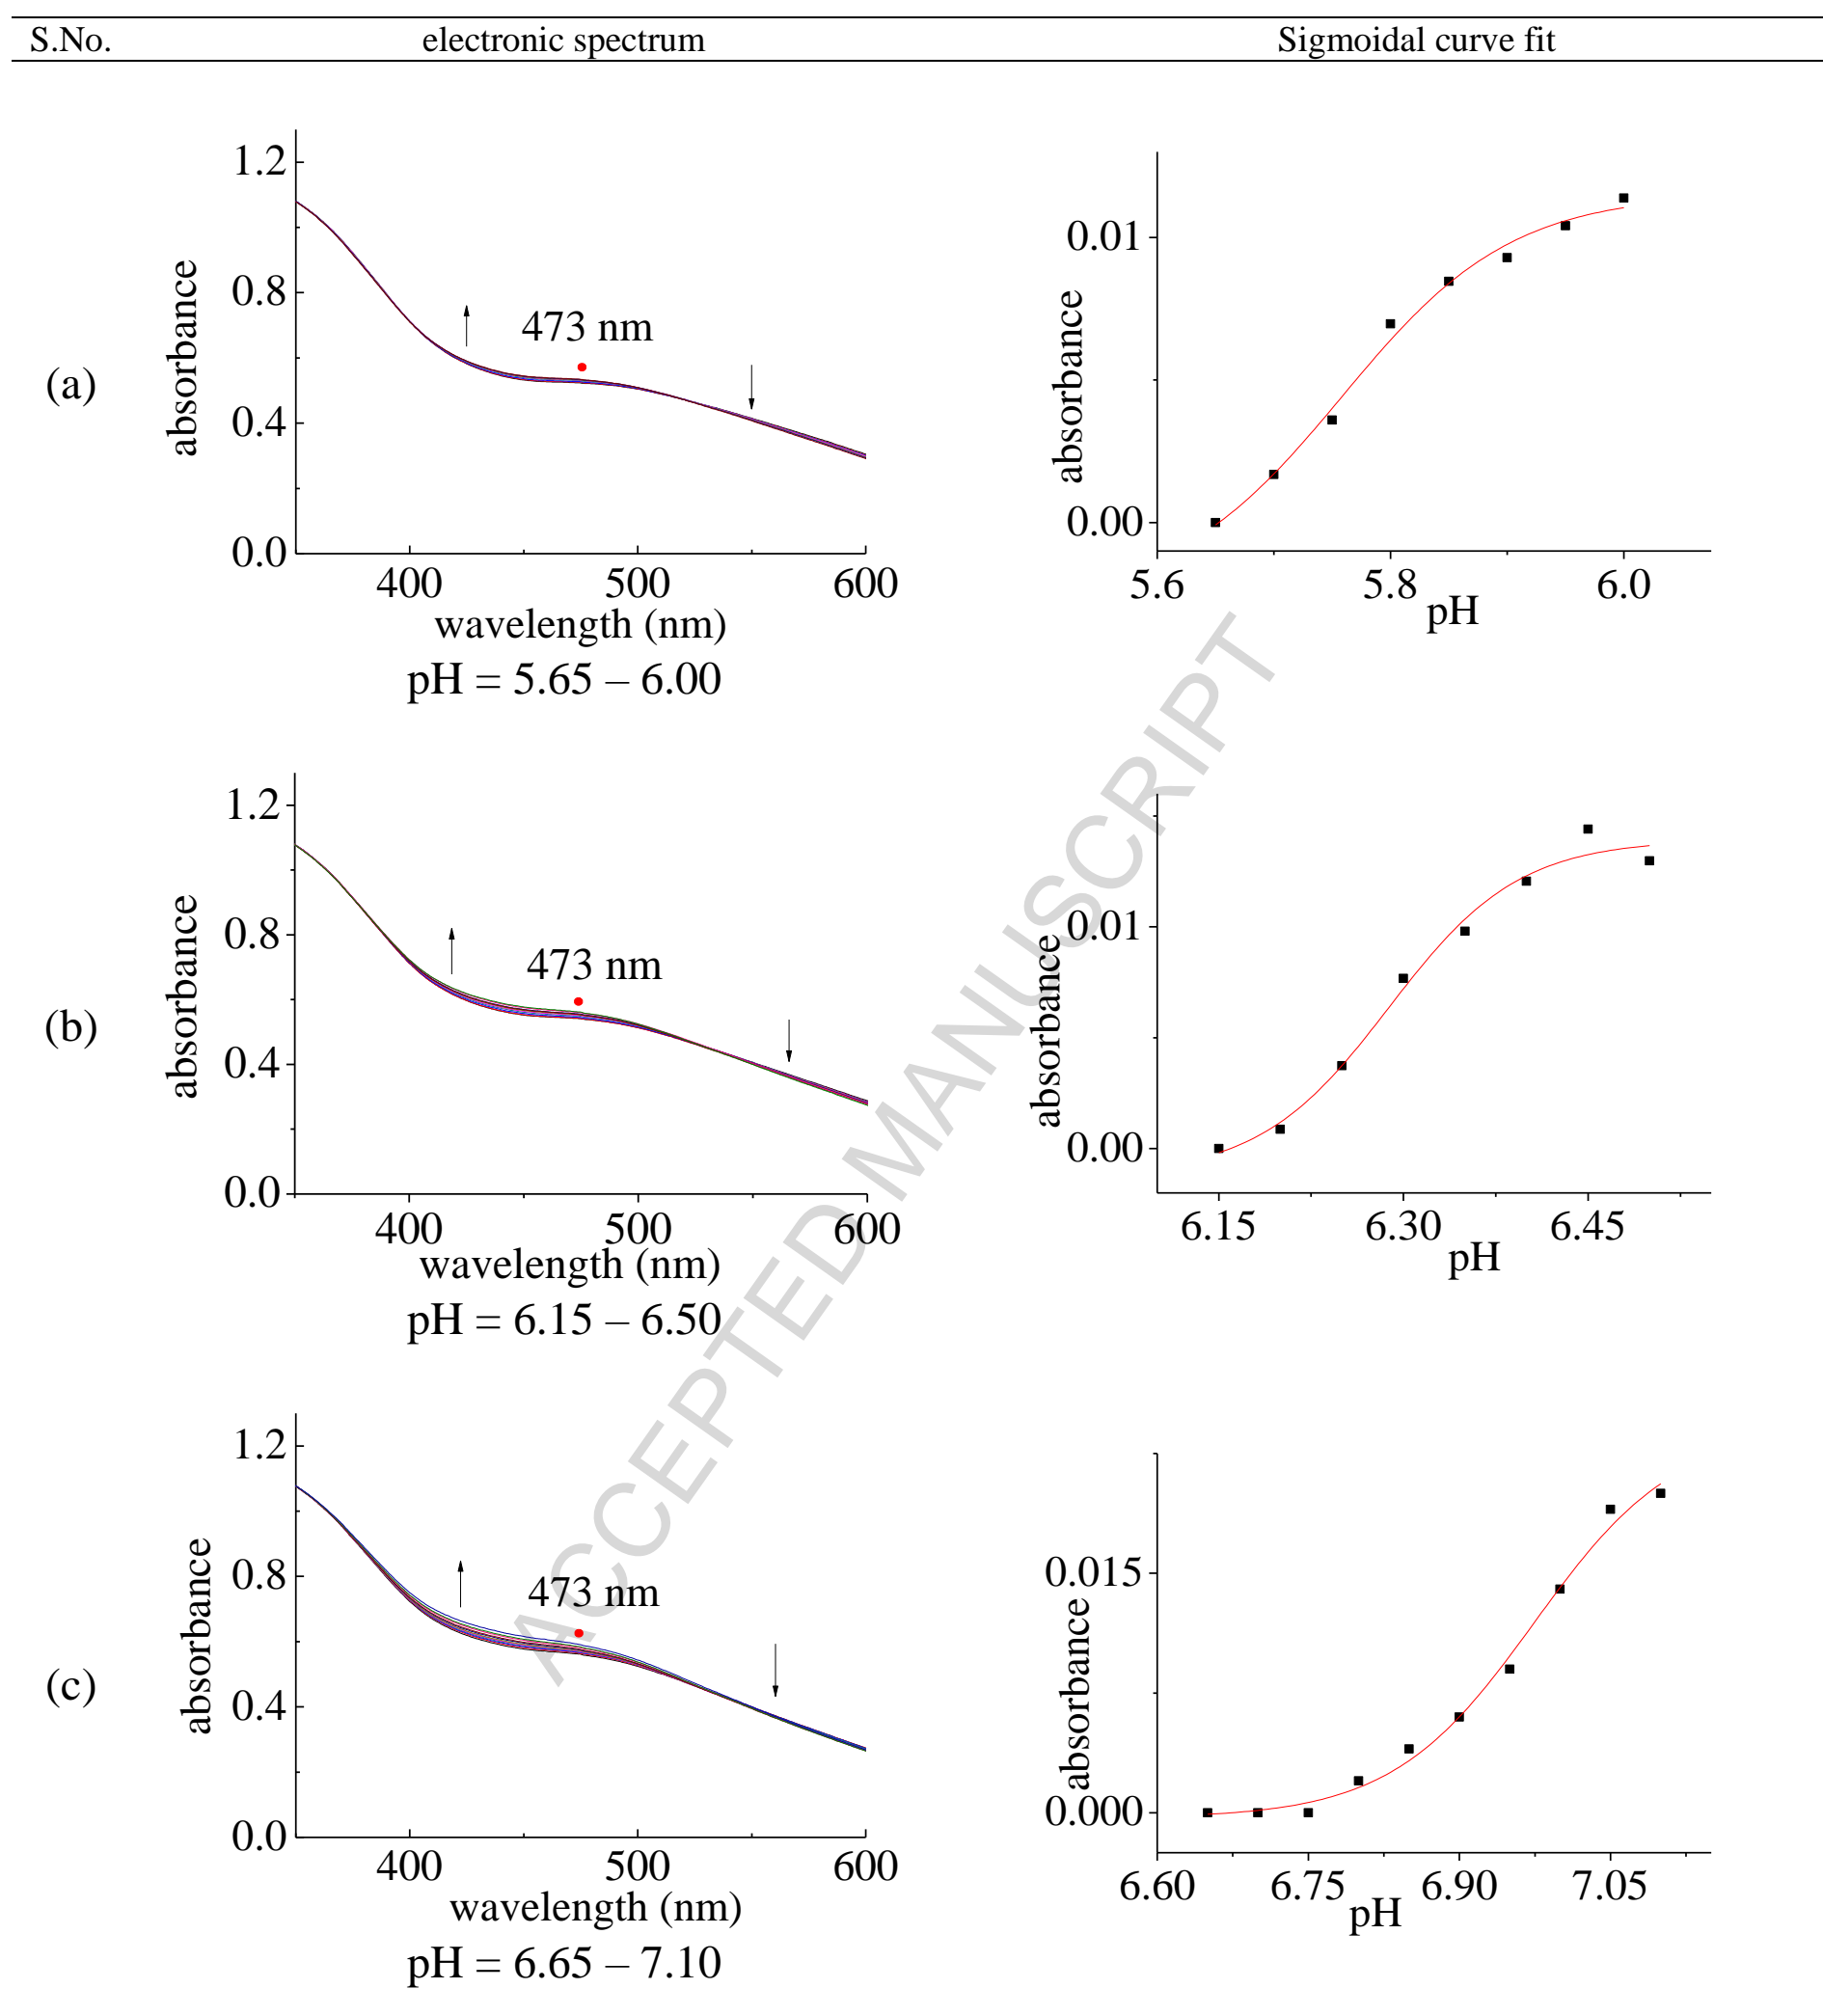 S.No. electronic spectrum Sigmoidal curve fit
(a)
absorbance
1.2
0.8
0.4
0.0
473 nm
400 500 600
wavelength (nm)
pH = 5.65 – 6.00
absorbance
0.01
0.00
5.6 5.8 6.0
pH
(b)
absorbance
1.2
0.8
0.4
0.0
473 nm
400 500 600
wavelength (nm)
pH = 6.15 – 6.50
absorbance
0.01
0.00
6.15 6.30 6.45
pH
(c)
absorbance
1.2
0.8
0.4
0.0
473 nm
400 500 600
wavelength (nm)
pH = 6.65 – 7.10
absorbance
0.015
0.000
6.60 6.75 6.90 7.05
pH
ACCEPTED MANUSCRIPT